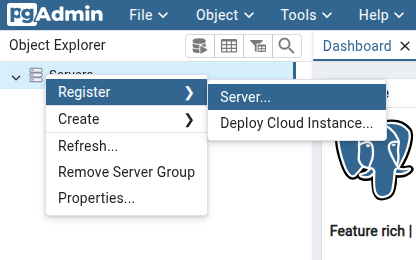 pgAdmin
File
Object
Tools
Help
Object Explorer
Dashboard
Servers
Register
Server...
Create
Deploy Cloud Instance...
Refresh...
Remove Server Group
Properties...
Feature rich |